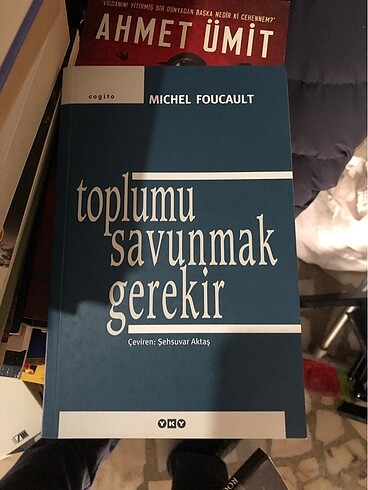 "VİCDANINI YİTİRMİŞ BİR DÜNYADAN BAŞKA NEDİR Kİ CEHENNEM?"
AHMET ÜMİT
cogito
MICHEL FOUCAULT
toplumu
savunmak
gerekir
Çeviren: Şehsuvar Aktaş
YKY